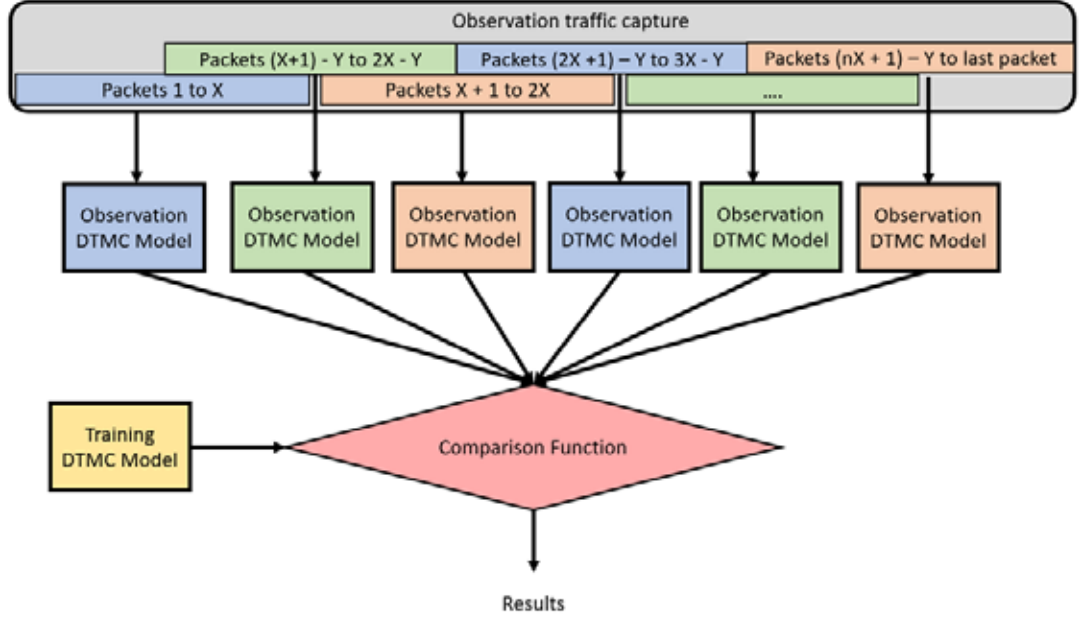 Observation traffic capture
Packets (X+1) - Y to 2X - Y
Packets (2X +1) – Y to 3X - Y
Packets (nX + 1) – Y to last packet
Packets 1 to X
Packets X + 1 to 2X
....
Observation
DTMC Model
Observation
DTMC Model
Observation
DTMC Model
Observation
DTMC Model
Observation
DTMC Model
Observation
DTMC Model
Training
DTMC Model
Comparison Function
Results